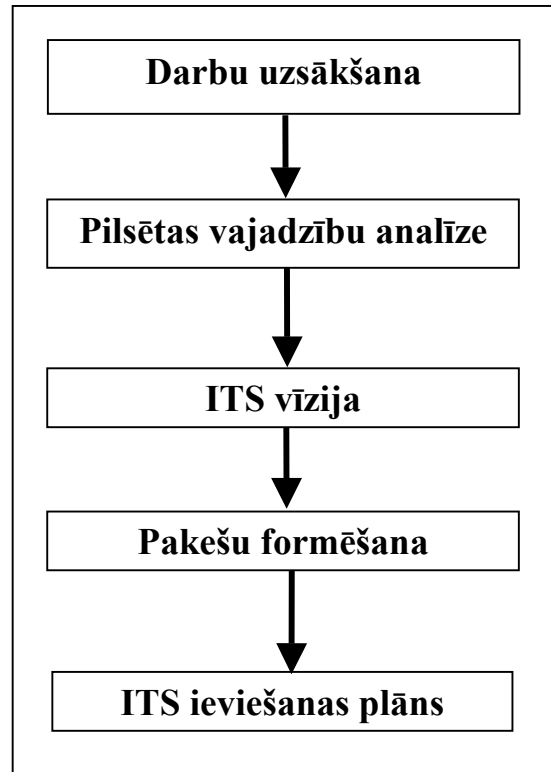 Darbu uzsākšana
Pilsētas vajadzību analīze
ITS vīzija
Pakešu formēšana
ITS ieviešanas plāns